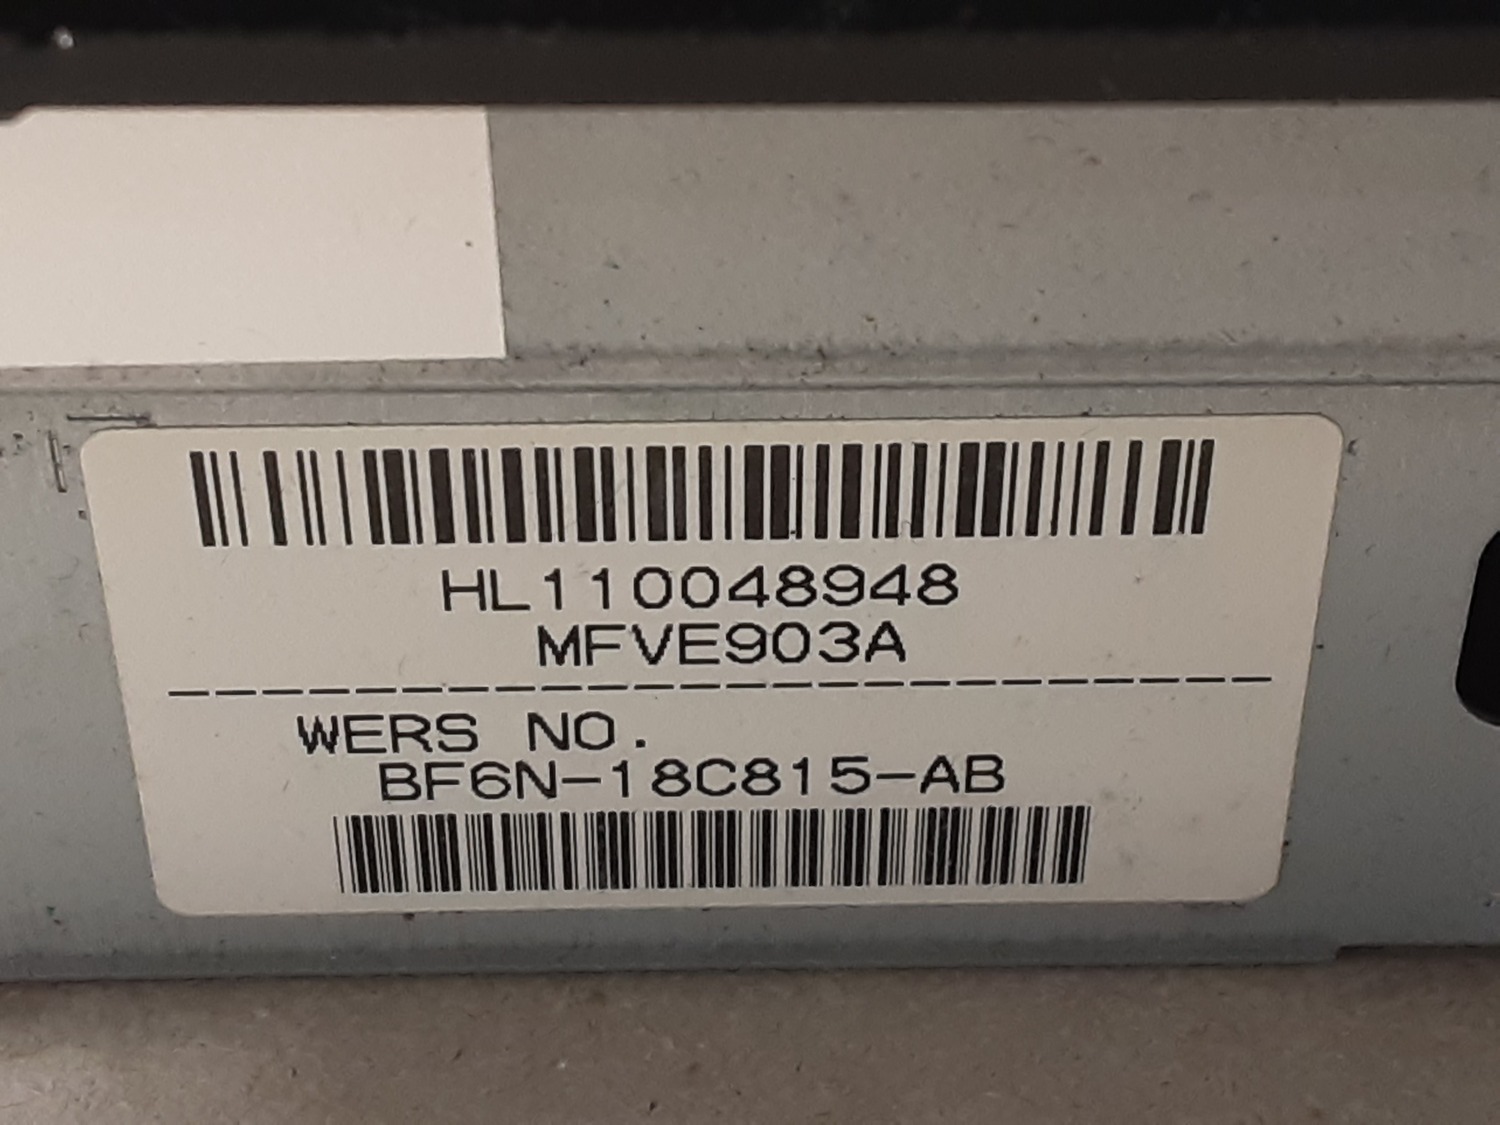 HL110048948
MFVE903A
WERS NO.
BF6N-18C815-AB